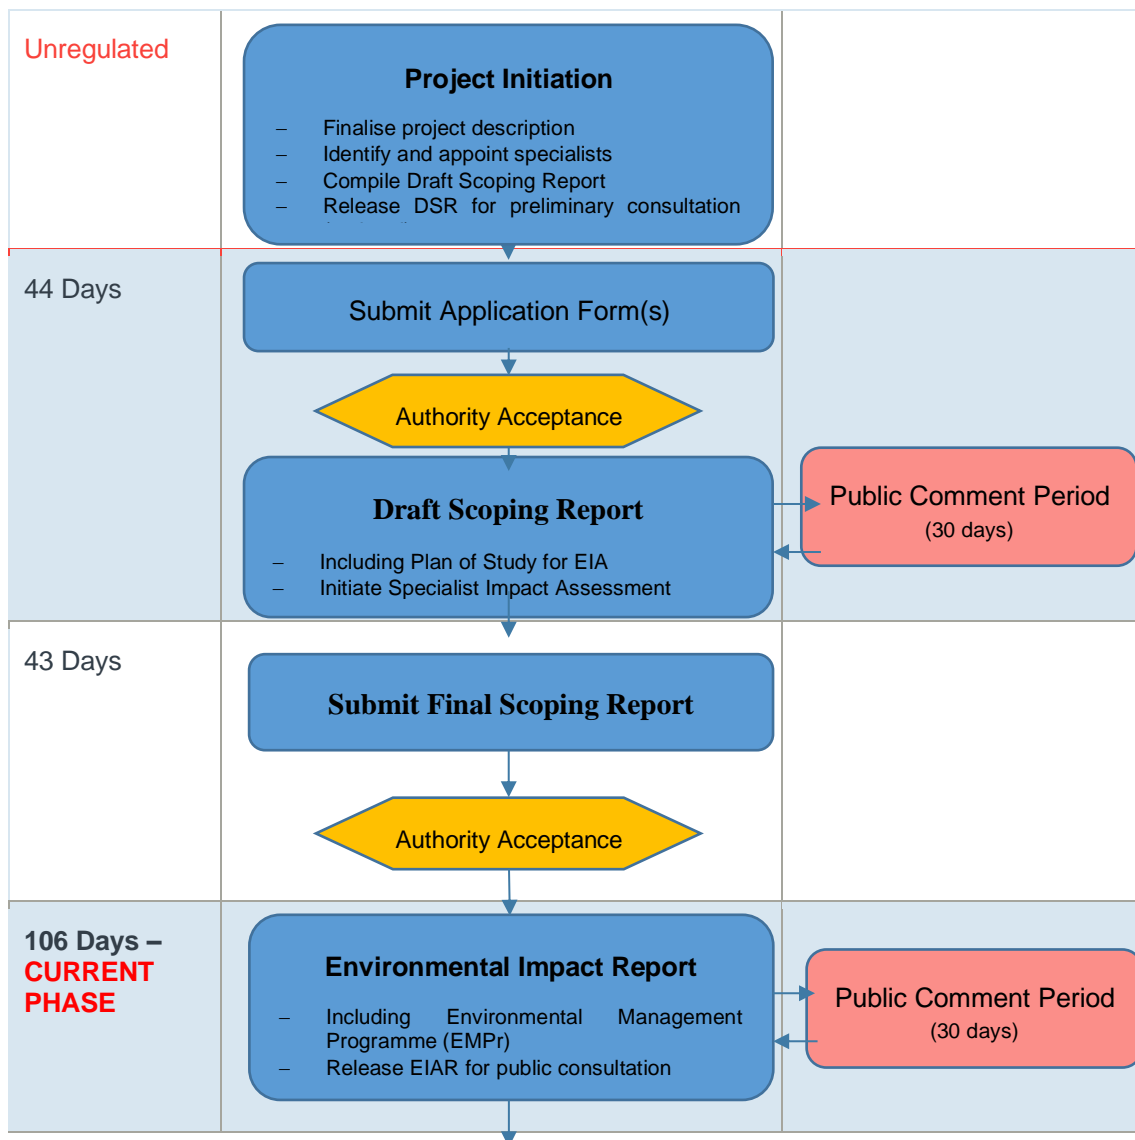 Unregulated
Project Initiation
– Finalise project description
– Identify and appoint specialists
– Compile Draft Scoping Report
– Release DSR for preliminary consultation
44 Days
Submit Application Form(s)
Authority Acceptance
Draft Scoping Report
– Including Plan of Study for EIA
– Initiate Specialist Impact Assessment
Public Comment Period
(30 days)
43 Days
Submit Final Scoping Report
Authority Acceptance
106 Days –
CURRENT
PHASE
Environmental Impact Report
– Including Environmental Management
Programme (EMPr)
– Release EIAR for public consultation
Public Comment Period
(30 days)